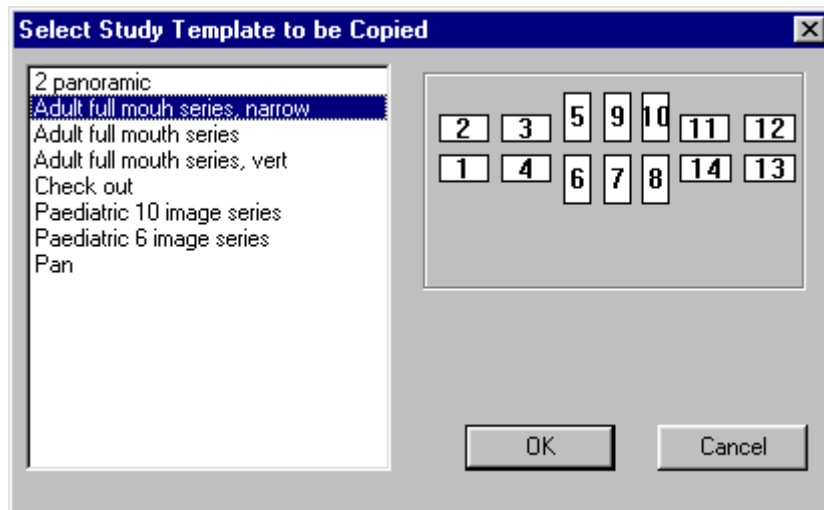 Select Study Template to be Copied
2 panoramic
Adult full mouh series, narrow
Adult full mouth series
Adult full mouth series, vert
Check out
Paediatric 10 image series
Paediatric 6 image series
Pan
2 3 5 9 10 11 12
1 4 6 7 8 14 13
OK Cancel